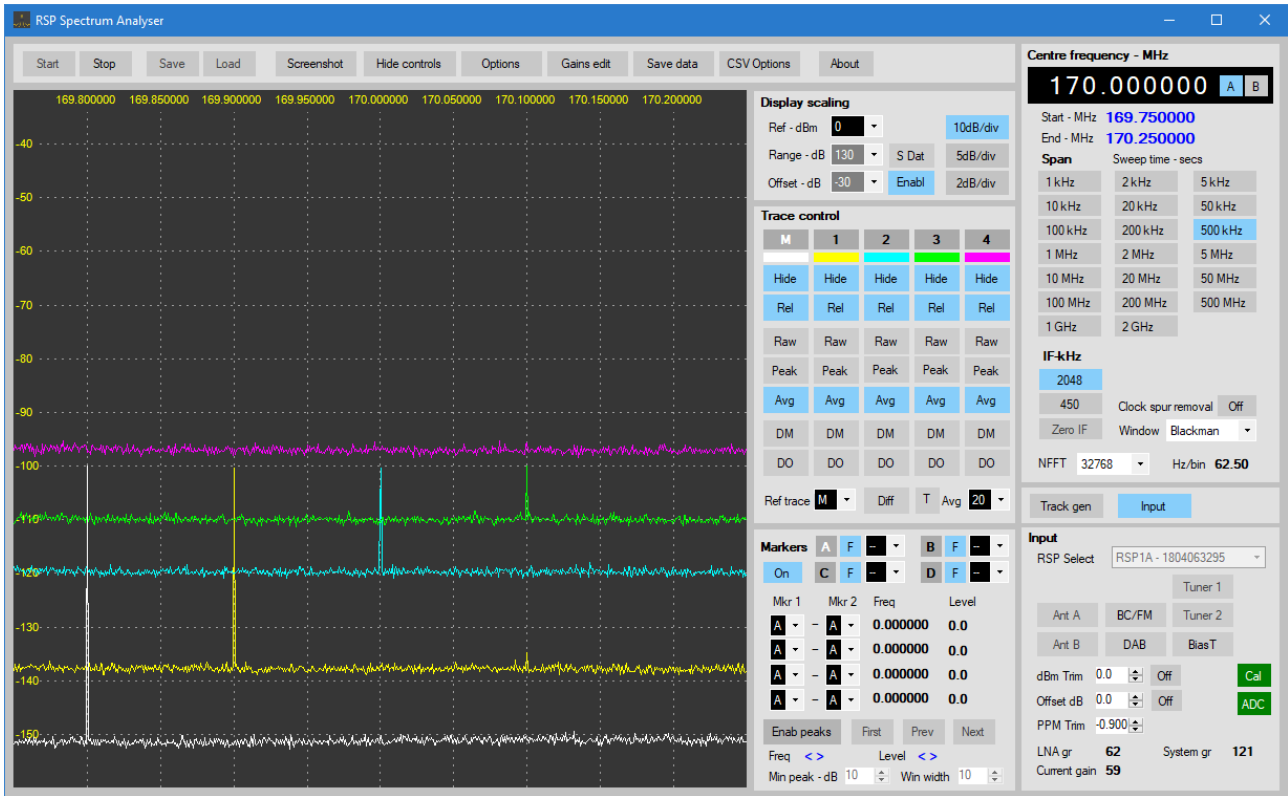 RSP Spectrum Analyser
Start Stop Save Load Screenshot Hide controls Options Gains edit Save data CSV Options About
169.800000 169.850000 169.900000 169.950000 170.000000 170.050000 170.100000 170.150000 170.200000
-40
-50
-60
-70
-80
-90
-100
-110
-120
-130
-140
-150
Display scaling
Ref - dBm 0 10dB/div
Range - dB 130 S Dat 5dB/div
Offset - dB -30 Enabl 2dB/div
Trace control
M 1 2 3 4
Hide Hide Hide Hide Hide
Rel Rel Rel Rel Rel
Raw Raw Raw Raw Raw
Peak Peak Peak Peak Peak
Avg Avg Avg Avg Avg
DM DM DM DM DM
DO DO DO DO DO
Ref trace M Diff T Avg 20
Markers A F -- B F --
On C F -- D F --
Mkr 1 Mkr 2 Freq Level
A - A 0.000000 0.0
A - A 0.000000 0.0
A - A 0.000000 0.0
A - A 0.000000 0.0
Enab peaks First Prev Next
Freq < > Level < >
Min peak - dB 10 Win width 10
Centre frequency - MHz
170.000000 A B
Start - MHz 169.750000
End - MHz 170.250000
Span Sweep time - secs
1 kHz 2 kHz 5 kHz
10 kHz 20 kHz 50 kHz
100 kHz 200 kHz 500 kHz
1 MHz 2 MHz 5 MHz
10 MHz 20 MHz 50 MHz
100 MHz 200 MHz 500 MHz
1 GHz 2 GHz
IF-kHz
2048
450 Clock spur removal Off
Zero IF Window Blackman
NFFT 32768 Hz/bin 62.50
Track gen Input
Input
RSP Select RSP1A - 1804063295
Tuner 1
Ant A BC/FM Tuner 2
Ant B DAB BiasT
dBm Trim 0.0 Off Cal
Offset dB 0.0 Off ADC
PPM Trim -0.900
LNA gr 62 System gr 121
Current gain 59